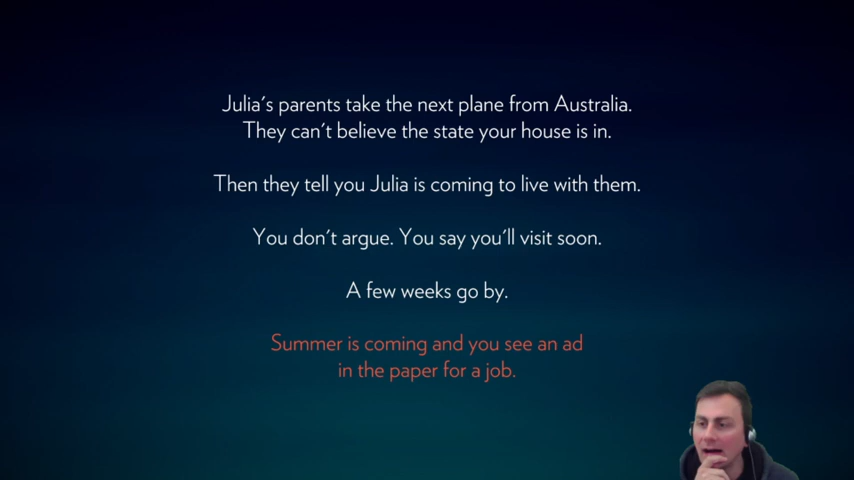 Julia's parents take the next plane from Australia.
They can't believe the state your house is in.
Then they tell you Julia is coming to live with them.
You don't argue. You say you'll visit soon.
A few weeks go by.
Summer is coming and you see an ad
in the paper for a job.